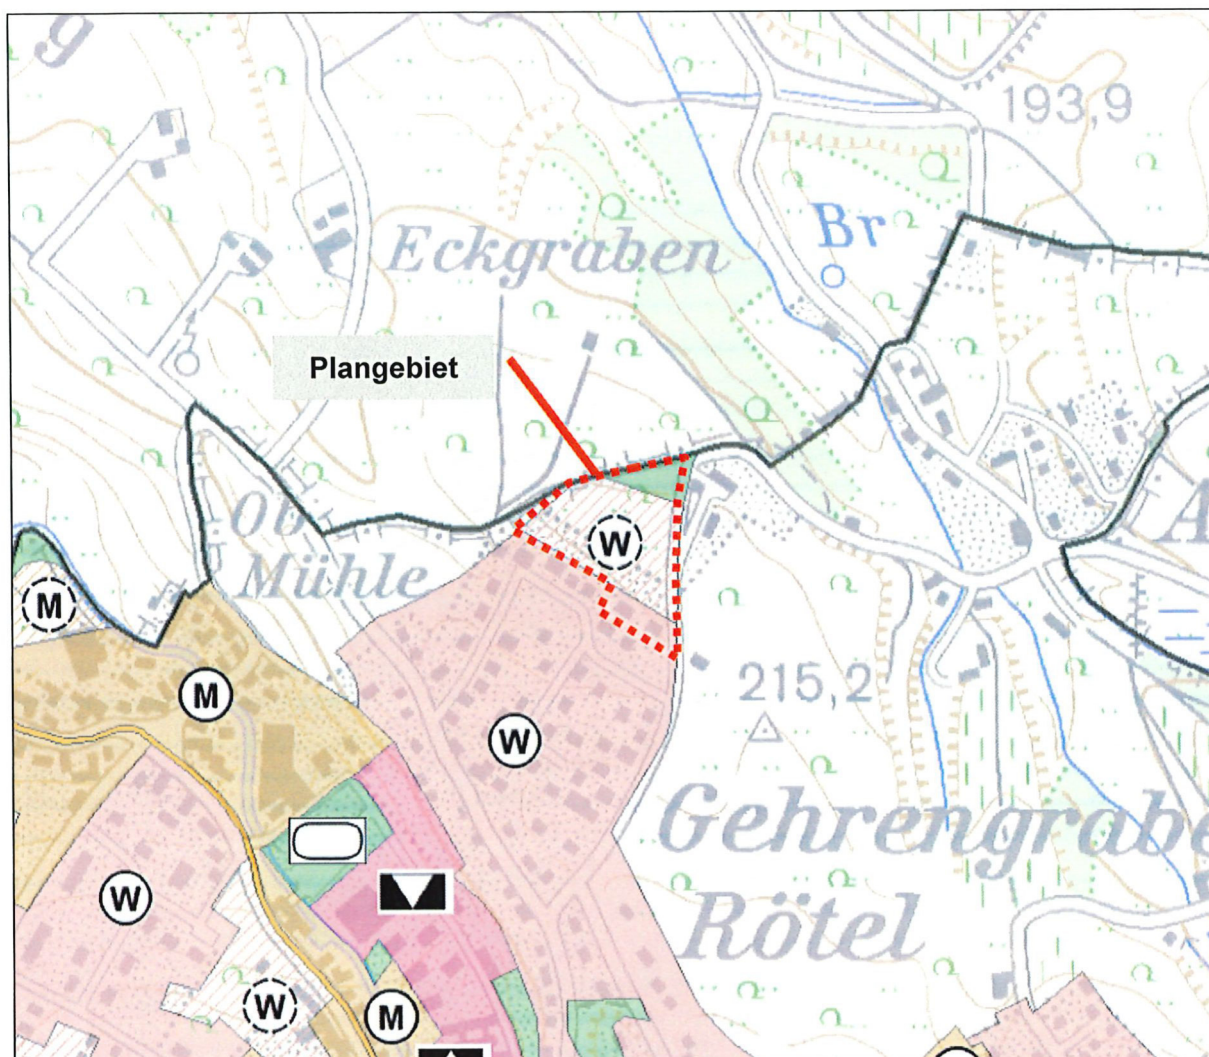 g
193,9
Br
Eckgraben
Plangebiet
Ob
Mühle
W
M
A
M
215,2
W
Gehrengrabe
W
Rötel
W
M